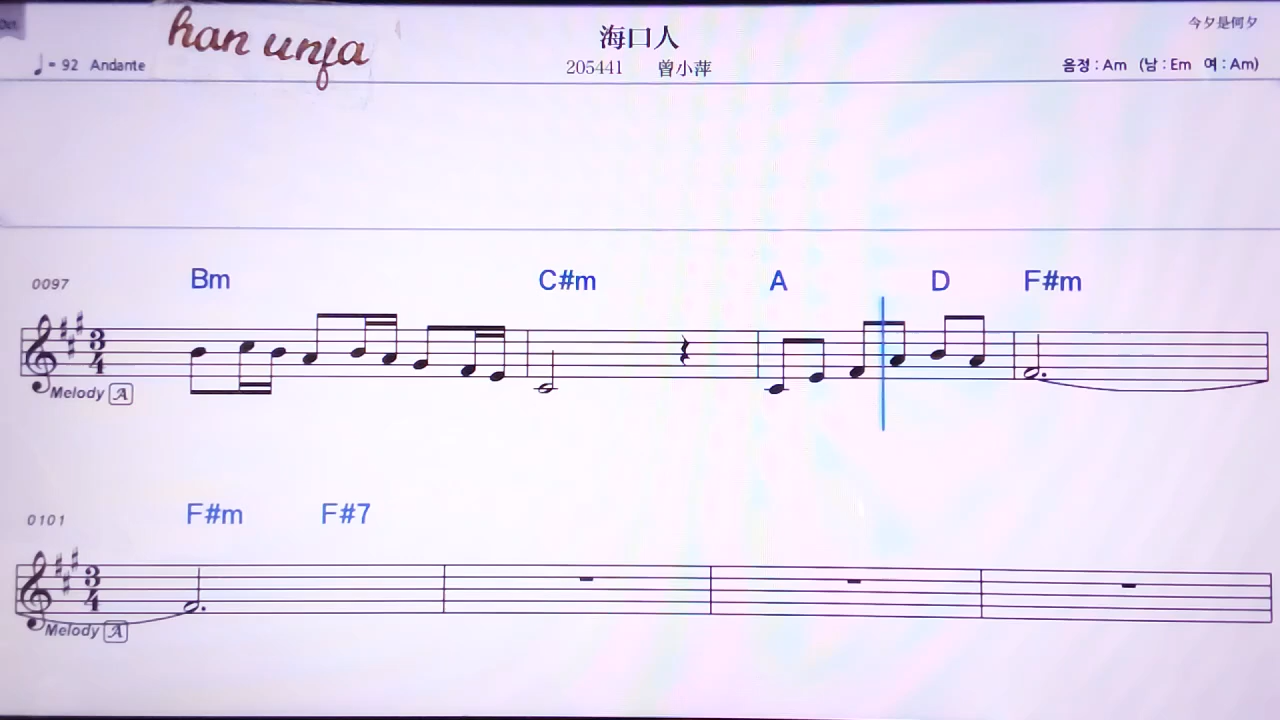 han unfa
海口人
今夕是何夕
♩= 92 Andante
205441 曾小萍
음정 : Am (남 : Em 여 : Am)
0097
Bm C#m A D F#m
3
4
Melody A
0101
F#m F#7
3
4
Melody A